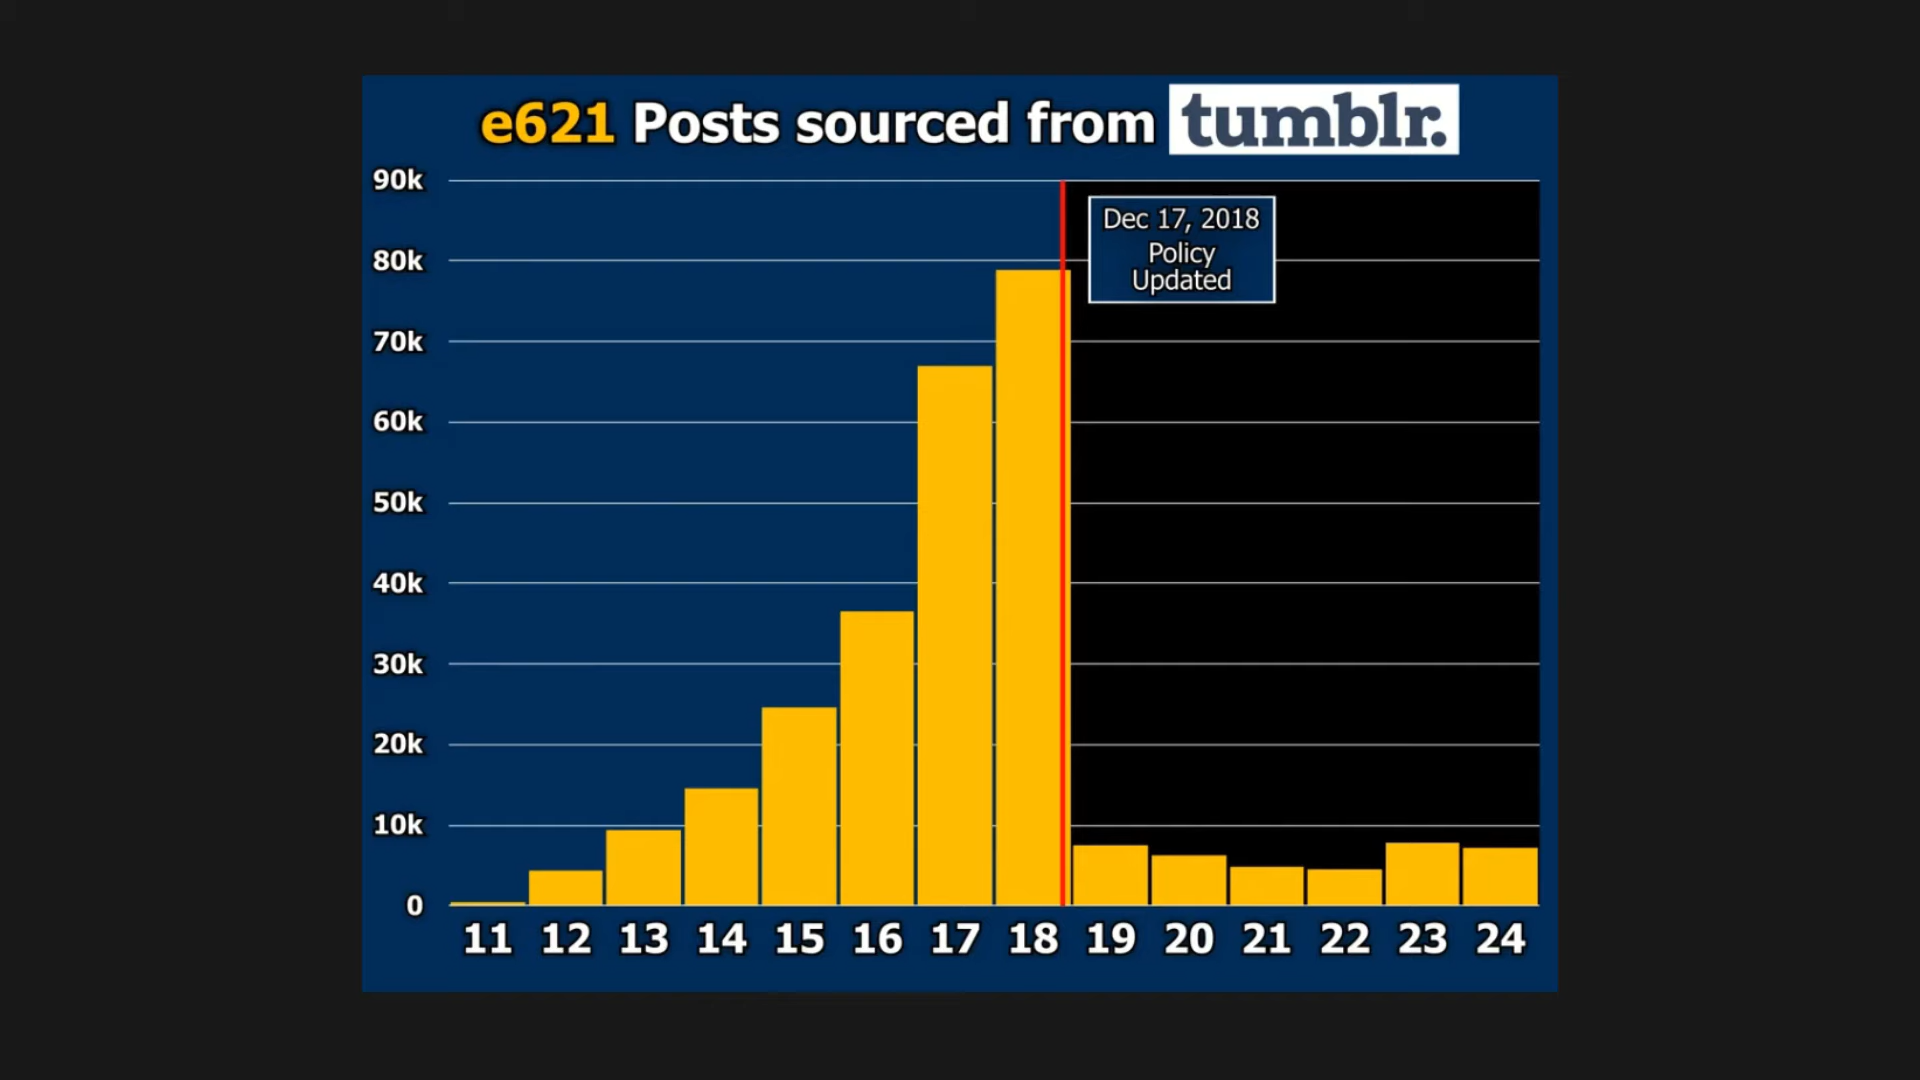 e621 Posts sourced from tumblr.
90k
Dec 17, 2018
Policy
Updated
80k
70k
60k
50k
40k
30k
20k
10k
0
11 12 13 14 15 16 17 18 19 20 21 22 23 24